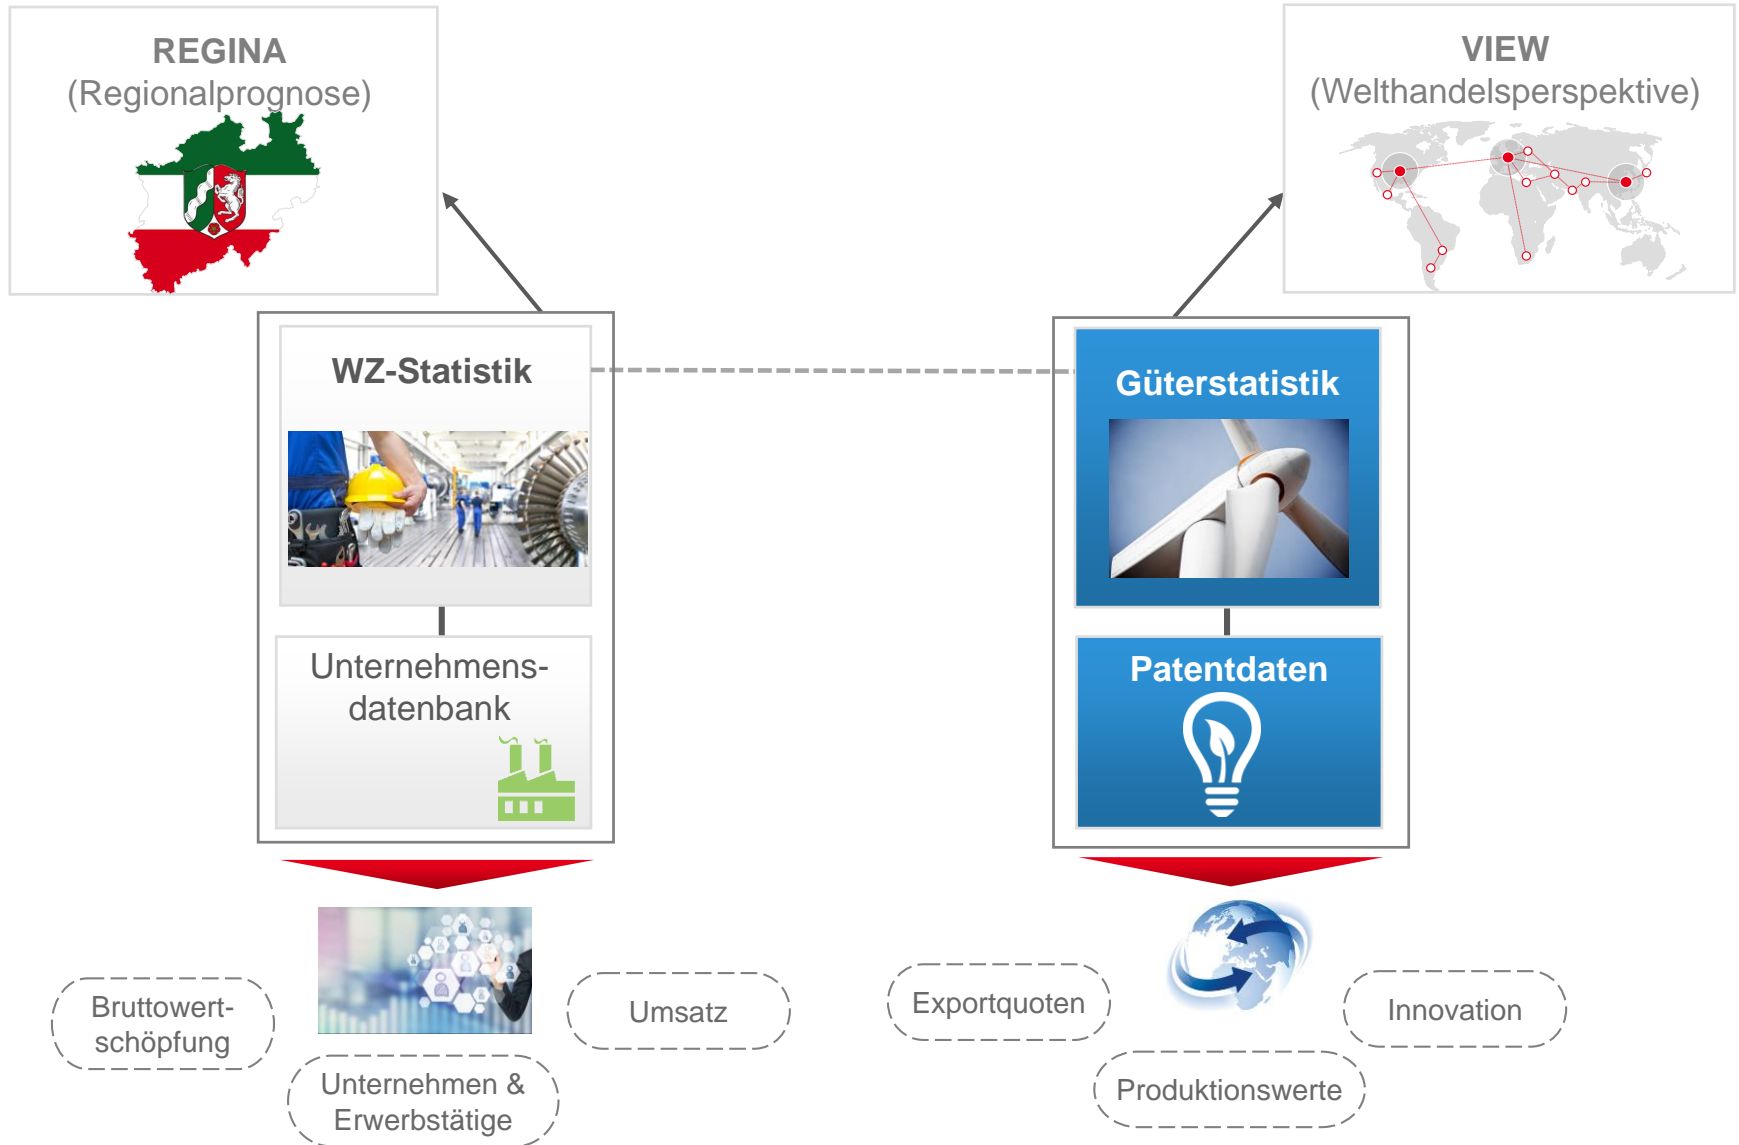 REGINA
(Regionalprognose)
VIEW
(Welthandelsperspektive)
WZ-Statistik
Güterstatistik
Unternehmens-
datenbank
Patentdaten
Bruttowert-
schöpfung
Unternehmen &
Erwerbstätige
Umsatz
Exportquoten
Produktionswerte
Innovation